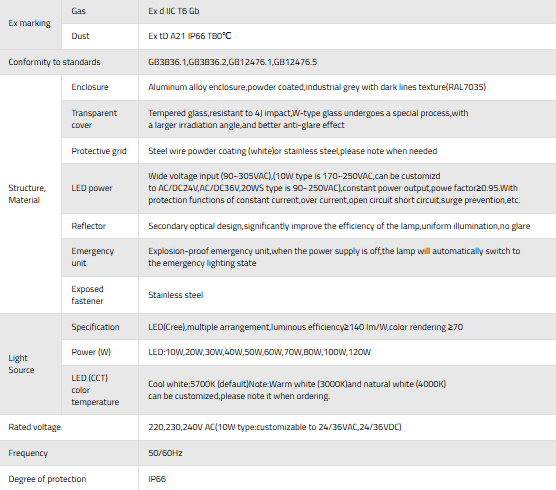 Ex marking
Gas
Ex d IIC T6 Gb
Dust
Ex tD A21 IP66 T80℃
Conformity to standards
GB3836.1,GB3836.2,GB12476.1,GB12476.5
Structure,
Material
Enclosure
Aluminum alloy enclosure,powder coated,industrial grey with dark lines texture(RAL7035)
Transparent
cover
Tempered glass,resistant to 4J impact,W-type glass undergoes a special process,with
a larger irradiation angle,and better anti-glare effect
Protective grid
Steel wire powder coating (white)or stainless steel,please note when needed
LED power
Wide voltage input (90~305VAC),(10W type is 170~250VAC,can be customizd
to AC/DC24V,AC/DC36V,20WS type is 90~250VAC),constant power output,powe factor≥0.95.With
protection functions of constant current,over current,open circuit short circuit,surge prevention,etc.
Reflector
Secondary optical design,significantly improve the efficiency of the lamp,uniform illumination,no glare
Emergency
unit
Explosion-proof emergency unit,when the power supply is off,the lamp will automatically switch to
the emergency lighting state
Exposed
fastener
Stainless steel
Light
Source
Specification
LED(Cree),multiple arrangement,luminous efficiency≥140 lm/W,color rendering ≥70
Power (W)
LED:10W,20W,30W,40W,50W,60W,70W,80W,100W,120W
LED (CCT)
color
temperature
Cool white:5700K (default)Note:Warm white (3000K)and natural white (4000K)
can be customized,please note it when ordering.
Rated voltage
220,230,240V AC(10W type:customizable to 24/36VAC,24/36VDC)
Frequency
50/60Hz
Degree of protection
IP66